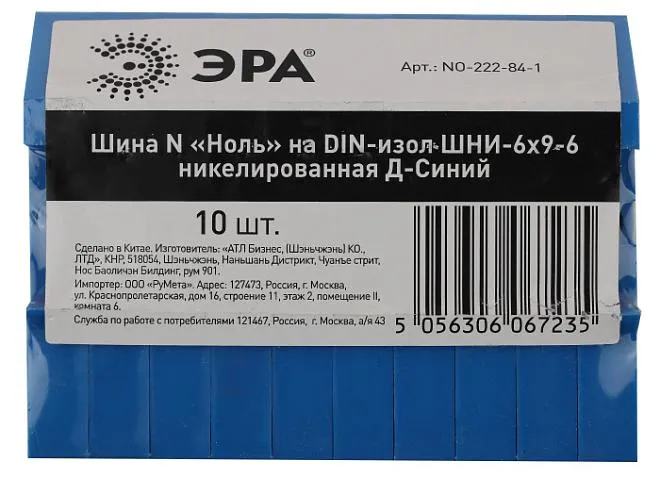 ЭРА®
Арт.: NO-222-84-1
Шина N «Ноль» на DIN-изол ШНИ-6х9-6
никелированная Д-Синий
10 шт.
Сделано в Китае. Изготовитель: «АТЛ Бизнес, (Шэньчжэнь) КО.,
ЛТД», КНР, 518054, Шэньчжэнь, Наньшань Дистрикт, Чуанье стрит,
Нос Баоличэн Билдинг, рум 901.
Импортер: ООО «РуМета». Адрес: 127473, Россия, г. Москва,
ул. Краснопролетарская, дом 16, строение 11, этаж 2, помещение II,
комната 6.
Служба по работе с потребителями 121467, Россия, г. Москва, а/я 43
5 056306 067235